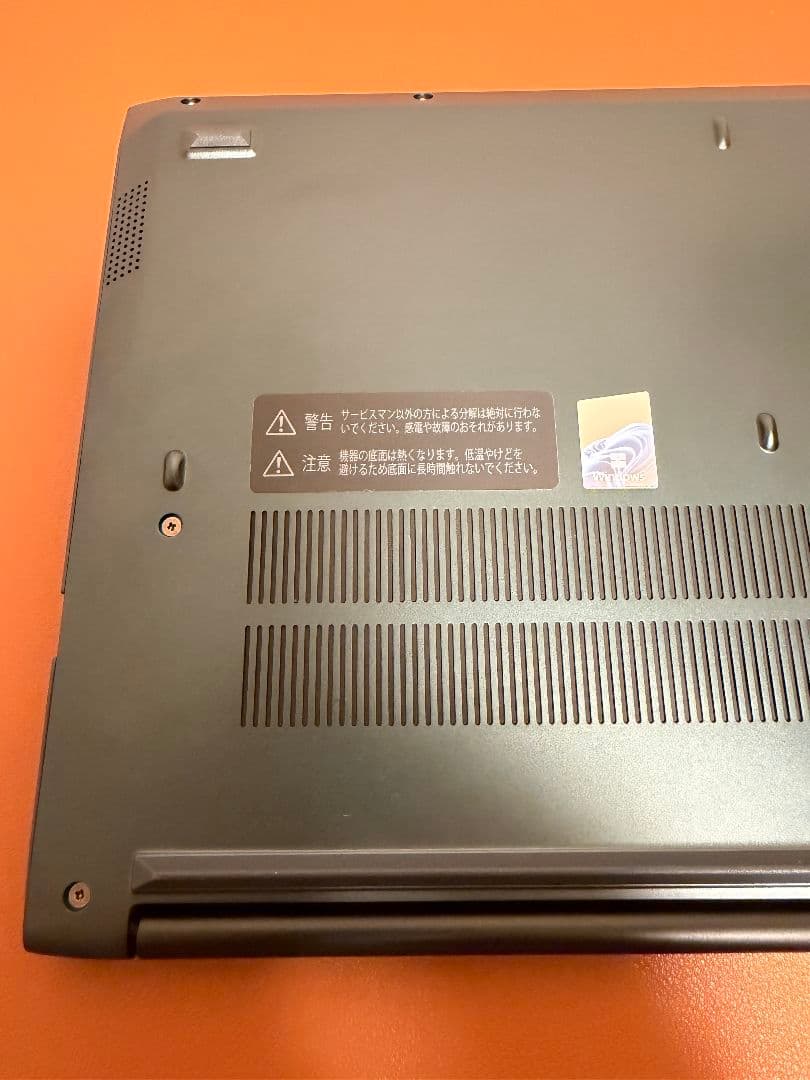 警告 サービスマン以外の方による分解は絶対に行わな
いでください。感電や故障のおそれがあります。
注意 機器の底面は熱くなります。低温やけどを
避けるため底面に長時間触れないでください。
Windows